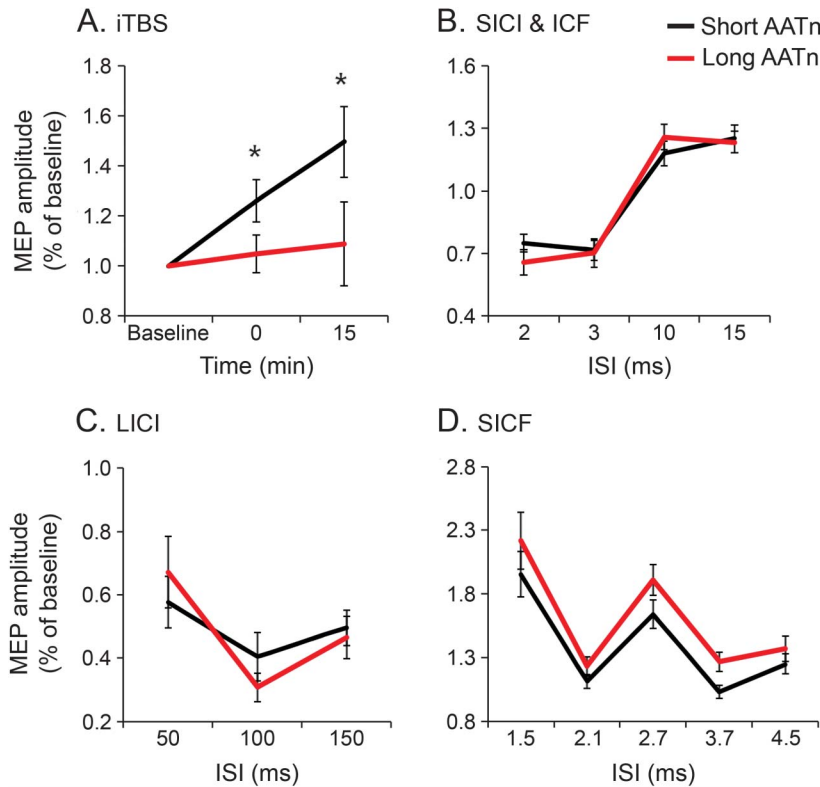 A. iTBS
MEP amplitude
(% of baseline)
1.8
1.6
1.4
1.2
1.0
0.8
*
*
Baseline 0 15
Time (min)
B. SICI & ICF
Short AATn
Long AATn
1.6
1.3
1.0
0.7
0.4
2 3 10 15
ISI (ms)
C. LICI
MEP amplitude
(% of baseline)
1.0
0.8
0.6
0.4
0.2
50 100 150
ISI (ms)
D. SICF
2.8
2.3
1.8
1.3
0.8
1.5 2.1 2.7 3.7 4.5
ISI (ms)